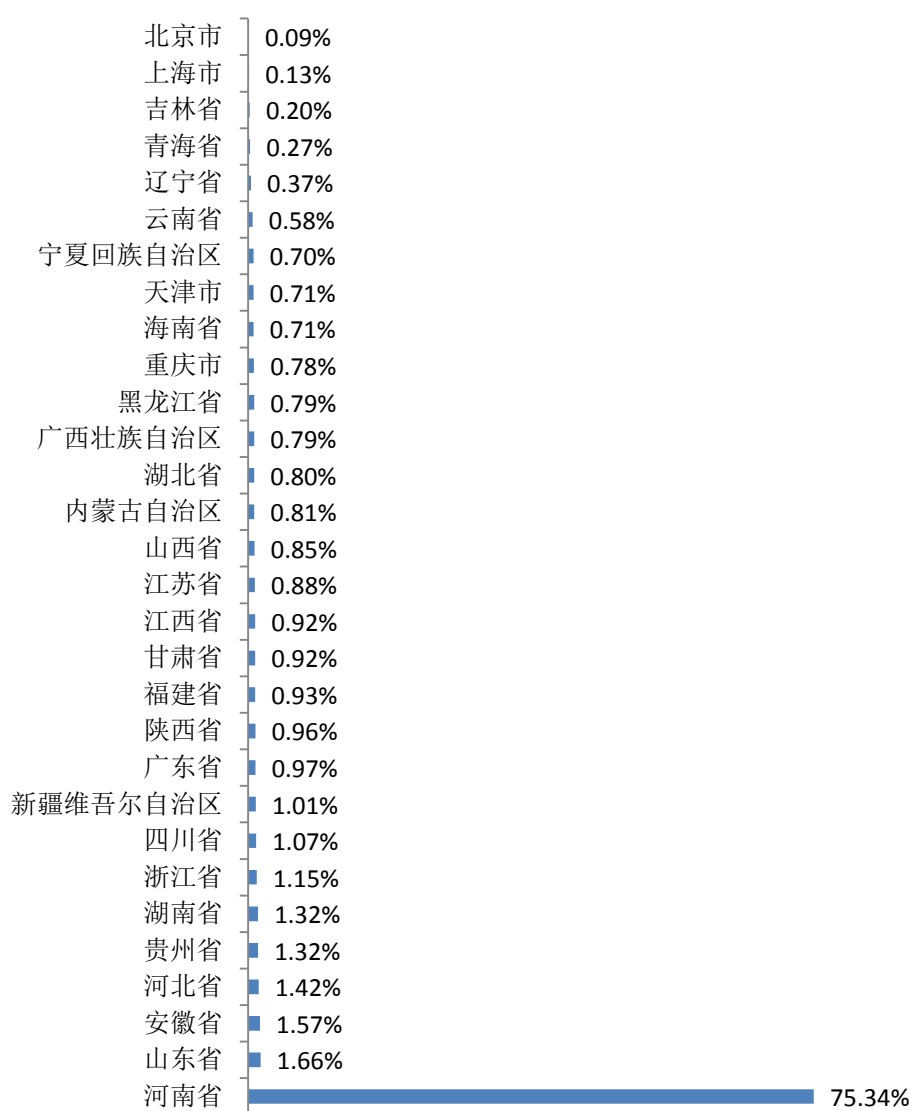 北京市 0.09%
上海市 0.13%
吉林省 0.20%
青海省 0.27%
辽宁省 0.37%
云南省 0.58%
宁夏回族自治区 0.70%
天津市 0.71%
海南省 0.71%
重庆市 0.78%
黑龙江省 0.79%
广西壮族自治区 0.79%
湖北省 0.80%
内蒙古自治区 0.81%
山西省 0.85%
江苏省 0.88%
江西省 0.92%
甘肃省 0.92%
福建省 0.93%
陕西省 0.96%
广东省 0.97%
新疆维吾尔自治区 1.01%
四川省 1.07%
浙江省 1.15%
湖南省 1.32%
贵州省 1.32%
河北省 1.42%
安徽省 1.57%
山东省 1.66%
河南省 75.34%